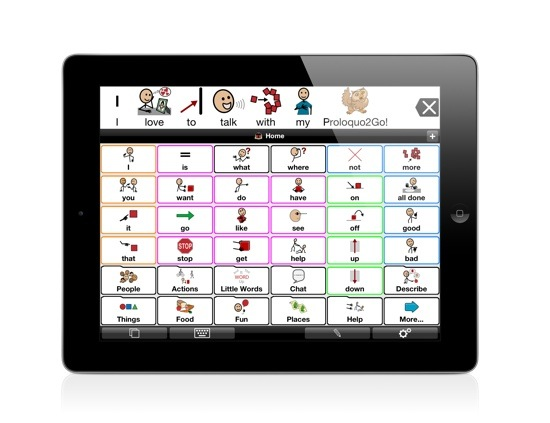 I love to talk with my Proloquo2Go!
Home +
I is what where not more
you want do have on all done
it go like see off good
that stop get help up bad
People Actions Little Words Chat down Describe
Things Food Fun Places Help More...
STOP
WORD